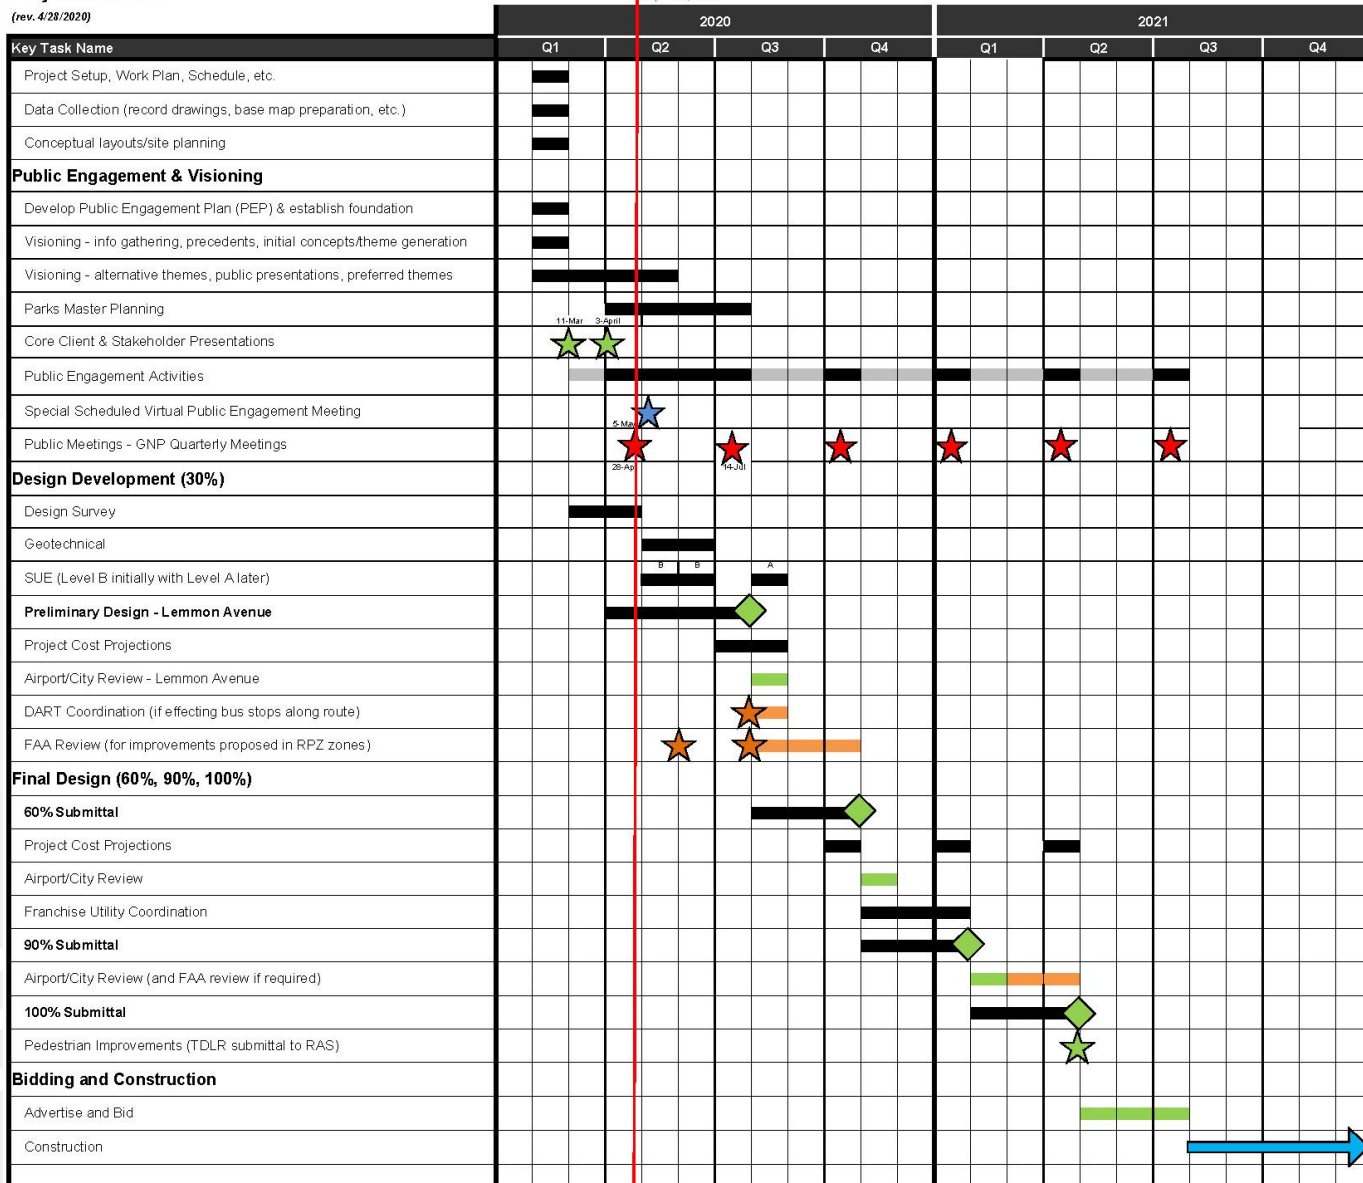 (rev. 4/28/2020)
2020 2021
Key Task Name Q1 Q2 Q3 Q4 Q1 Q2 Q3 Q4
Project Setup, Work Plan, Schedule, etc.
Data Collection (record drawings, base map preparation, etc.)
Conceptual layouts/site planning
Public Engagement & Visioning
Develop Public Engagement Plan (PEP) & establish foundation
Visioning - info gathering, precedents, initial concepts/theme generation
Visioning - alternative themes, public presentations, preferred themes
Parks Master Planning
11-Mar 3-April
Core Client & Stakeholder Presentations
Public Engagement Activities
Special Scheduled Virtual Public Engagement Meeting
5-May
Public Meetings - GNP Quarterly Meetings
28-Ap 14-Jul
Design Development (30%)
Design Survey
Geotechnical
B B A
SUE (Level B initially with Level A later)
Preliminary Design - Lemmon Avenue
Project Cost Projections
Airport/City Review - Lemmon Avenue
DART Coordination (if effecting bus stops along route)
FAA Review (for improvements proposed in RPZ zones)
Final Design (60%, 90%, 100%)
60% Submittal
Project Cost Projections
Airport/City Review
Franchise Utility Coordination
90% Submittal
Airport/City Review (and FAA review if required)
100% Submittal
Pedestrian Improvements (TDLR submittal to RAS)
Bidding and Construction
Advertise and Bid
Construction